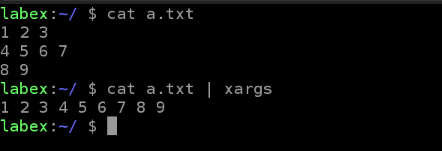 labex:~/ $ cat a.txt
1 2 3
4 5 6 7
8 9
labex:~/ $ cat a.txt | xargs
1 2 3 4 5 6 7 8 9
labex:~/ $